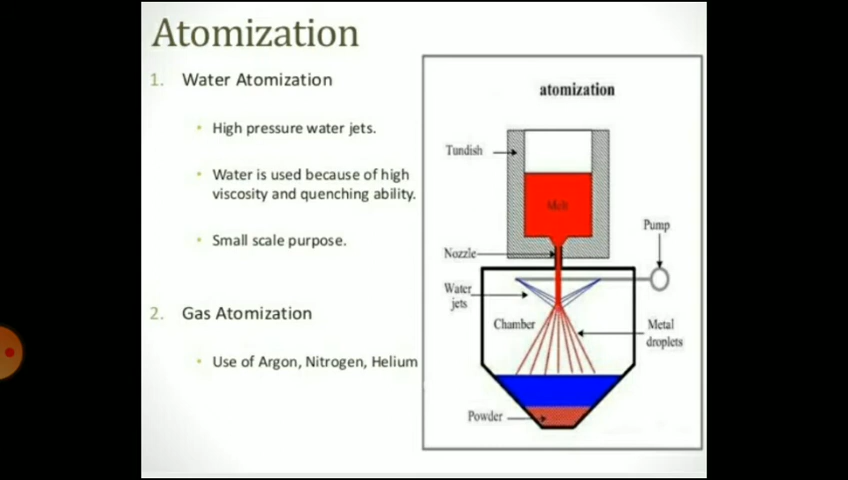 Atomization
1. Water Atomization
• High pressure water jets.
• Water is used because of high
viscosity and quenching ability.
• Small scale purpose.
2. Gas Atomization
• Use of Argon, Nitrogen, Helium
atomization
Tundish
Melt
Pump
Nozzle
Water
jets
Chamber
Metal
droplets
Powder